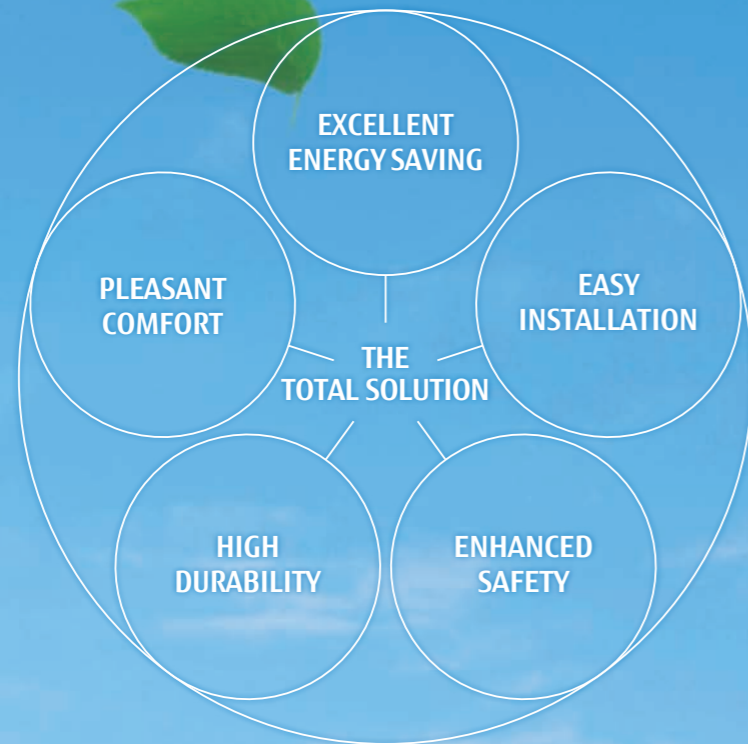 EXCELLENT
ENERGY SAVING
PLEASANT
COMFORT
EASY
INSTALLATION
THE
TOTAL SOLUTION
HIGH
DURABILITY
ENHANCED
SAFETY